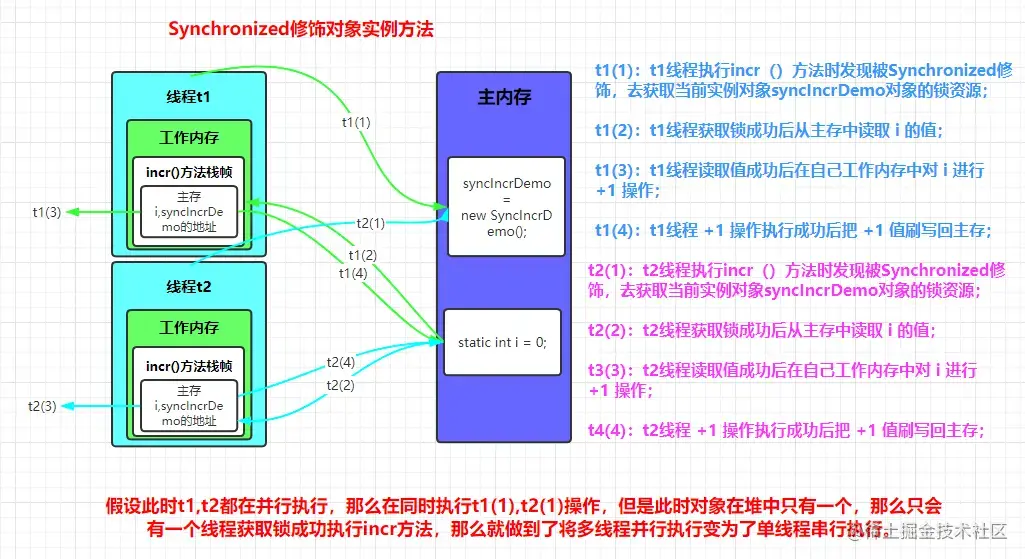 Synchronized修饰对象实例方法
线程t1
工作内存
incr()方法栈帧
主存
i,syncIncrDe
mo的地址
t1(3)
线程t2
工作内存
incr()方法栈帧
主存
i,syncIncrDe
mo的地址
t2(3)
t1(1)
t2(1)
t1(2)
t1(4)
t2(4)
t2(2)
主内存
syncIncrDemo
=
new SyncIncrD
emo();
static int i = 0;
t1(1)：t1线程执行incr（）方法时发现被Synchronized修
饰，去获取当前实例对象syncIncrDemo对象的锁资源；
t1(2)：t1线程获取锁成功后从主存中读取 i 的值；
t1(3)：t1线程读取值成功后在自己工作内存中对 i 进行
+1 操作；
t1(4)：t1线程 +1 操作执行成功后把 +1 值刷写回主存；
t2(1)：t2线程执行incr（）方法时发现被Synchronized修
饰，去获取当前实例对象syncIncrDemo对象的锁资源；
t2(2)：t2线程获取锁成功后从主存中读取 i 的值；
t3(3)：t2线程读取值成功后在自己工作内存中对 i 进行
+1 操作；
t4(4)：t2线程 +1 操作执行成功后把 +1 值刷写回主存；
假设此时t1,t2都在并行执行，那么在同时执行t1(1),t2(1)操作，但是此时对象在堆中只有一个，那么只会
有一个线程获取锁成功执行incr方法，那么就做到了将多线程并行执行变为了单线程串行执行。
@稀土掘金技术社区